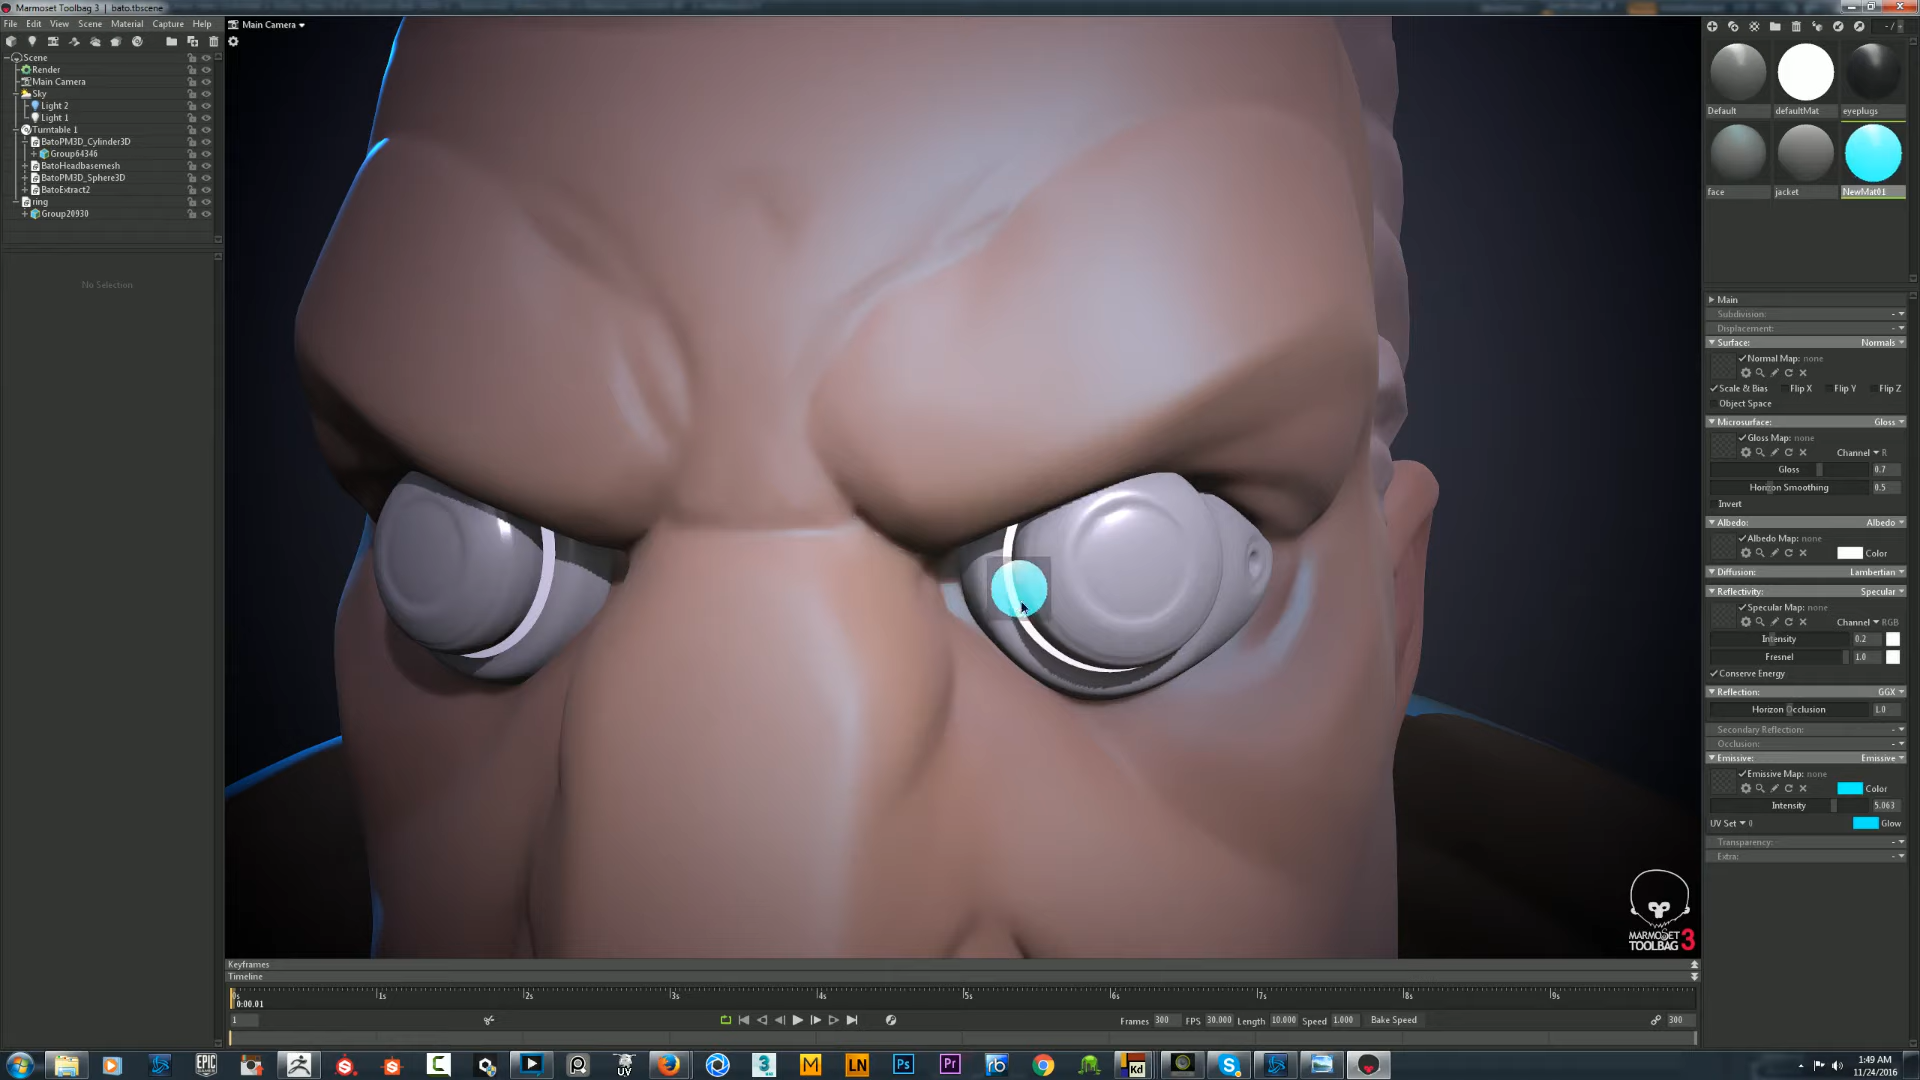 Marmoset Toolbag 3 | bato.tbscene
File Edit View Scene Material Capture Help
Main Camera
Scene
Render
Main Camera
Sky
Light 2
Light 1
Turntable 1
BatoPM3D_Cylinder3D
Group64346
BatoHeadbasemesh
BatoPM3D_Sphere3D
BatoExtract2
ring
Group20930
No Selection
Default defaultMat eyeplugs
face jacket NewMat01
Main
Subdivision:
Displacement:
Surface: Normals
Normal Map: none
Scale & Bias Flip X Flip Y Flip Z
Object Space
Microsurface: Gloss
Gloss Map: none
Channel R
Gloss 0.7
Horizon Smoothing 0.5
Invert
Albedo: Albedo
Albedo Map: none
Color
Diffusion: Lambertian
Reflectivity: Specular
Specular Map: none
Channel RGB
Intensity 0.2
Fresnel 1.0
Conserve Energy
Reflection: GGX
Horizon Occlusion 1.0
Secondary Reflection:
Occlusion:
Emissive: Emissive
Emissive Map: none
Color
Intensity 5.063
UV Set 0 Glow
Transparency:
Extra:
MARMOSET
TOOLBAG 3
Keyframes
Timeline
0s 1s 2s 3s 4s 5s 6s 7s 8s 9s
0:00.01
1 Frames 300 FPS 30.000 Length 10.000 Speed 1.000 Bake Speed 300
EPIC UV 3 M LN Ps Pr rb Kd
1:49 AM
11/24/2016